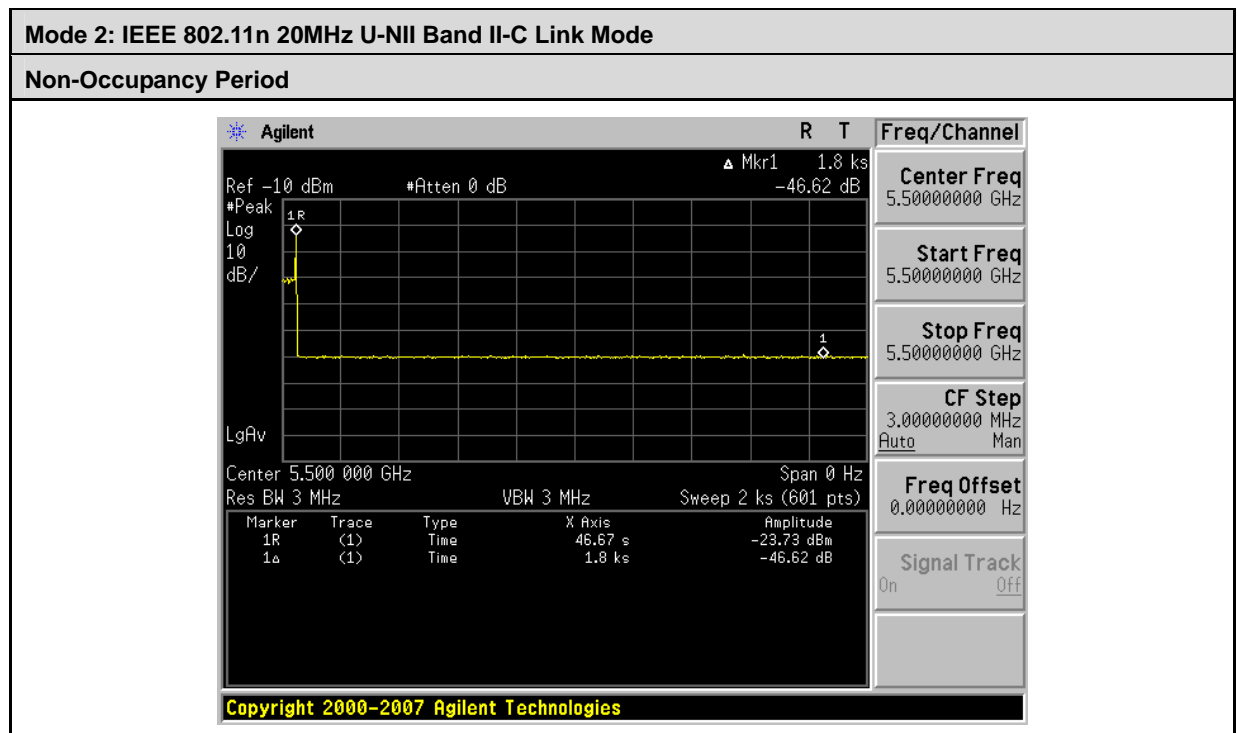 Mode 2: IEEE 802.11n 20MHz U-NII Band II-C Link Mode
Non-Occupancy Period
Agilent R T Freq/Channel
Δ Mkr1 1.8 ks
Ref -10 dBm #Atten 0 dB -46.62 dB
#Peak
Log
10
dB/
1R
1
LgAv
Center 5.500 000 GHz Span 0 Hz
Res BW 3 MHz VBW 3 MHz Sweep 2 ks (601 pts)
Marker Trace Type X Axis Amplitude
1R (1) Time 46.67 s -23.73 dBm
1Δ (1) Time 1.8 ks -46.62 dB
Center Freq
5.50000000 GHz
Start Freq
5.50000000 GHz
Stop Freq
5.50000000 GHz
CF Step
3.00000000 MHz
Auto Man
Freq Offset
0.00000000 Hz
Signal Track
On Off
Copyright 2000-2007 Agilent Technologies